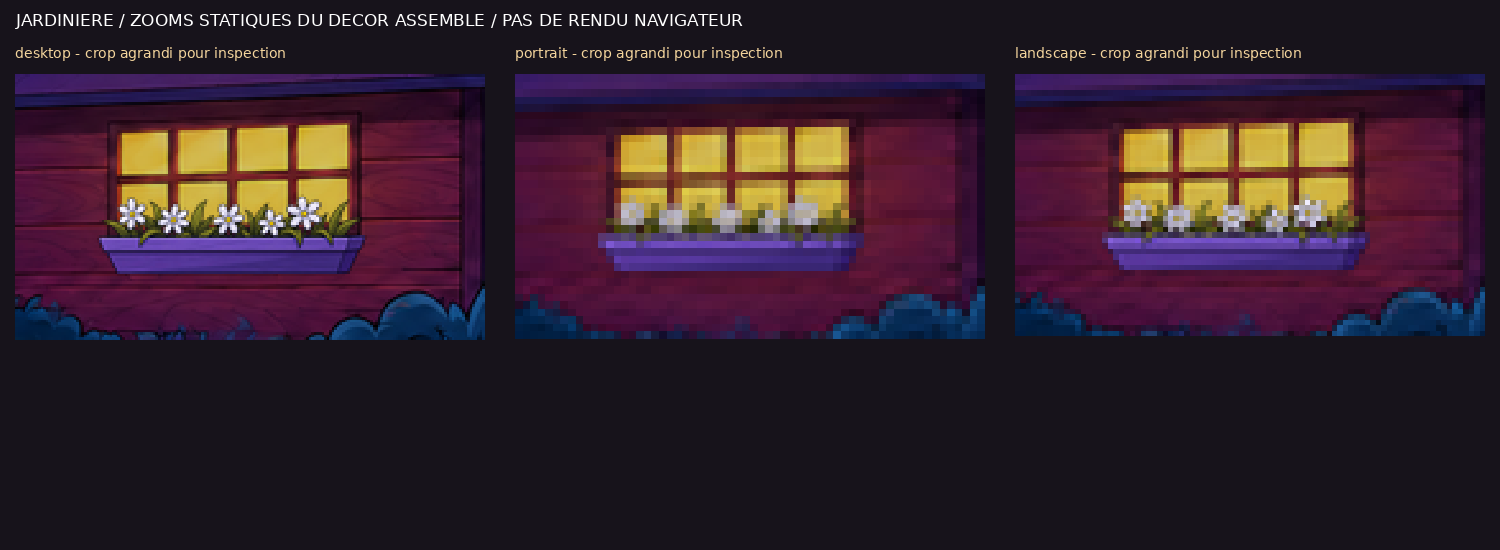 JARDINIERE / ZOOMS STATIQUES DU DECOR ASSEMBLE / PAS DE RENDU NAVIGATEUR
desktop - crop agrandi pour inspection
portrait - crop agrandi pour inspection
landscape - crop agrandi pour inspection